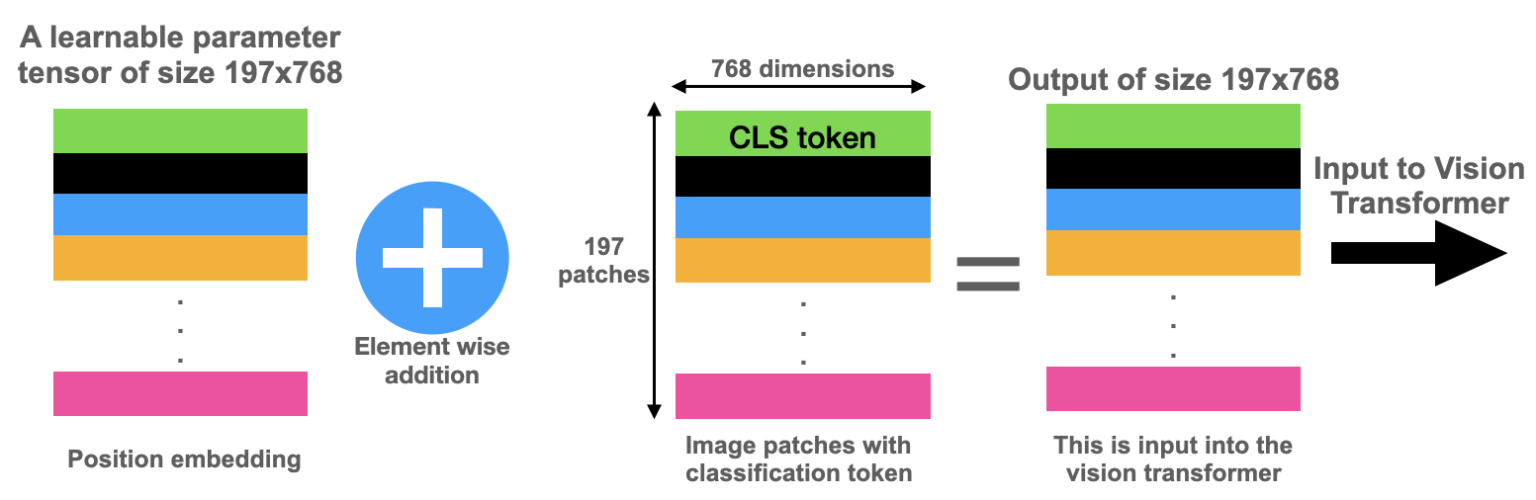 A learnable parameter
tensor of size 197x768
Position embedding
Element wise
addition
768 dimensions
CLS token
197
patches
Image patches with
classification token
=
Output of size 197x768
This is input into the
vision transformer
Input to Vision
Transformer